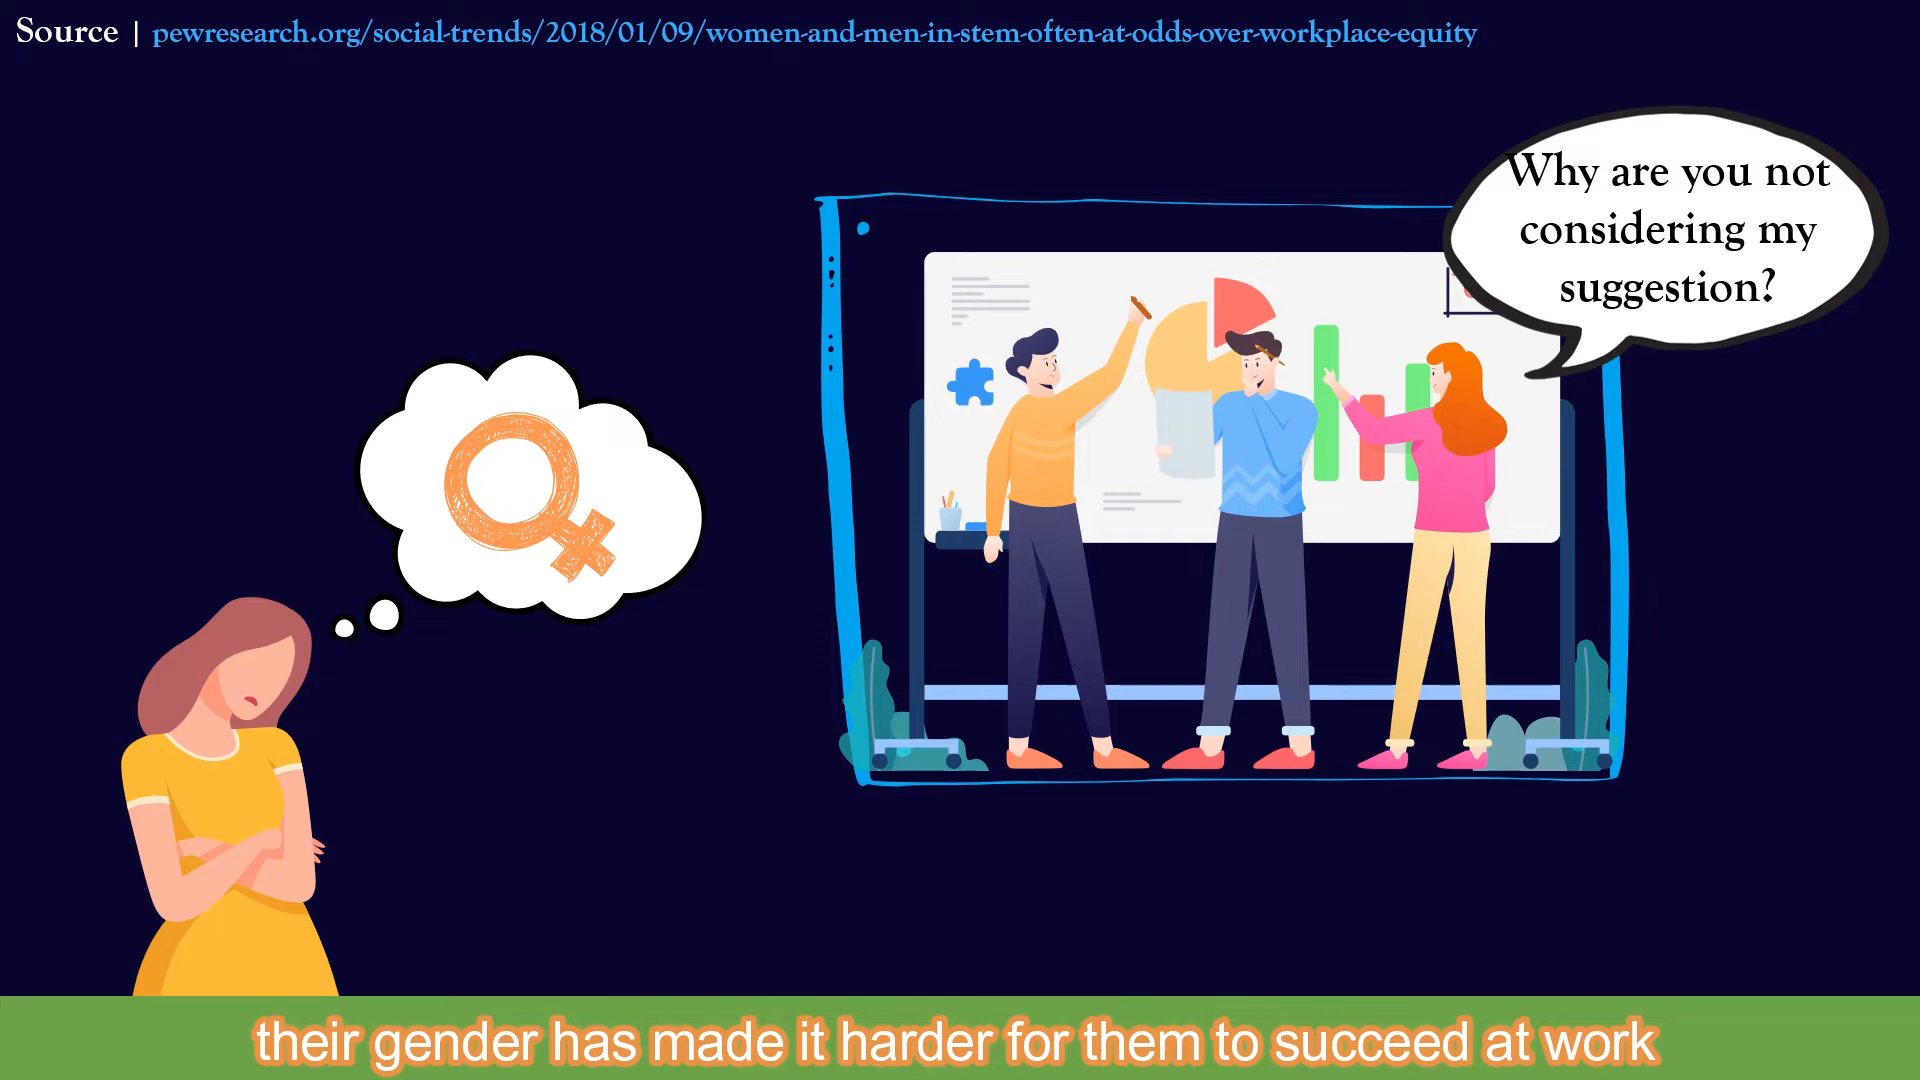 Source | pewresearch.org/social-trends/2018/01/09/women-and-men-in-stem-often-at-odds-over-workplace-equity
Why are you not
considering my
suggestion?
their gender has made it harder for them to succeed at work